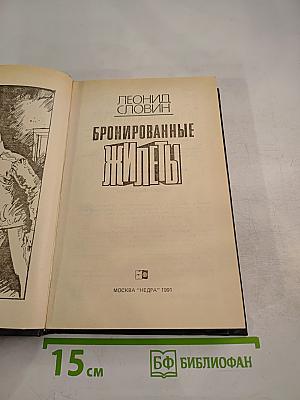 ЛЕОНИД
СЛОВИН
БРОНИРОВАННЫЕ
ЖИЛЕТЫ
МОСКВА "НЕДРА" 1991
15 см
БФ БИБЛИОФАН